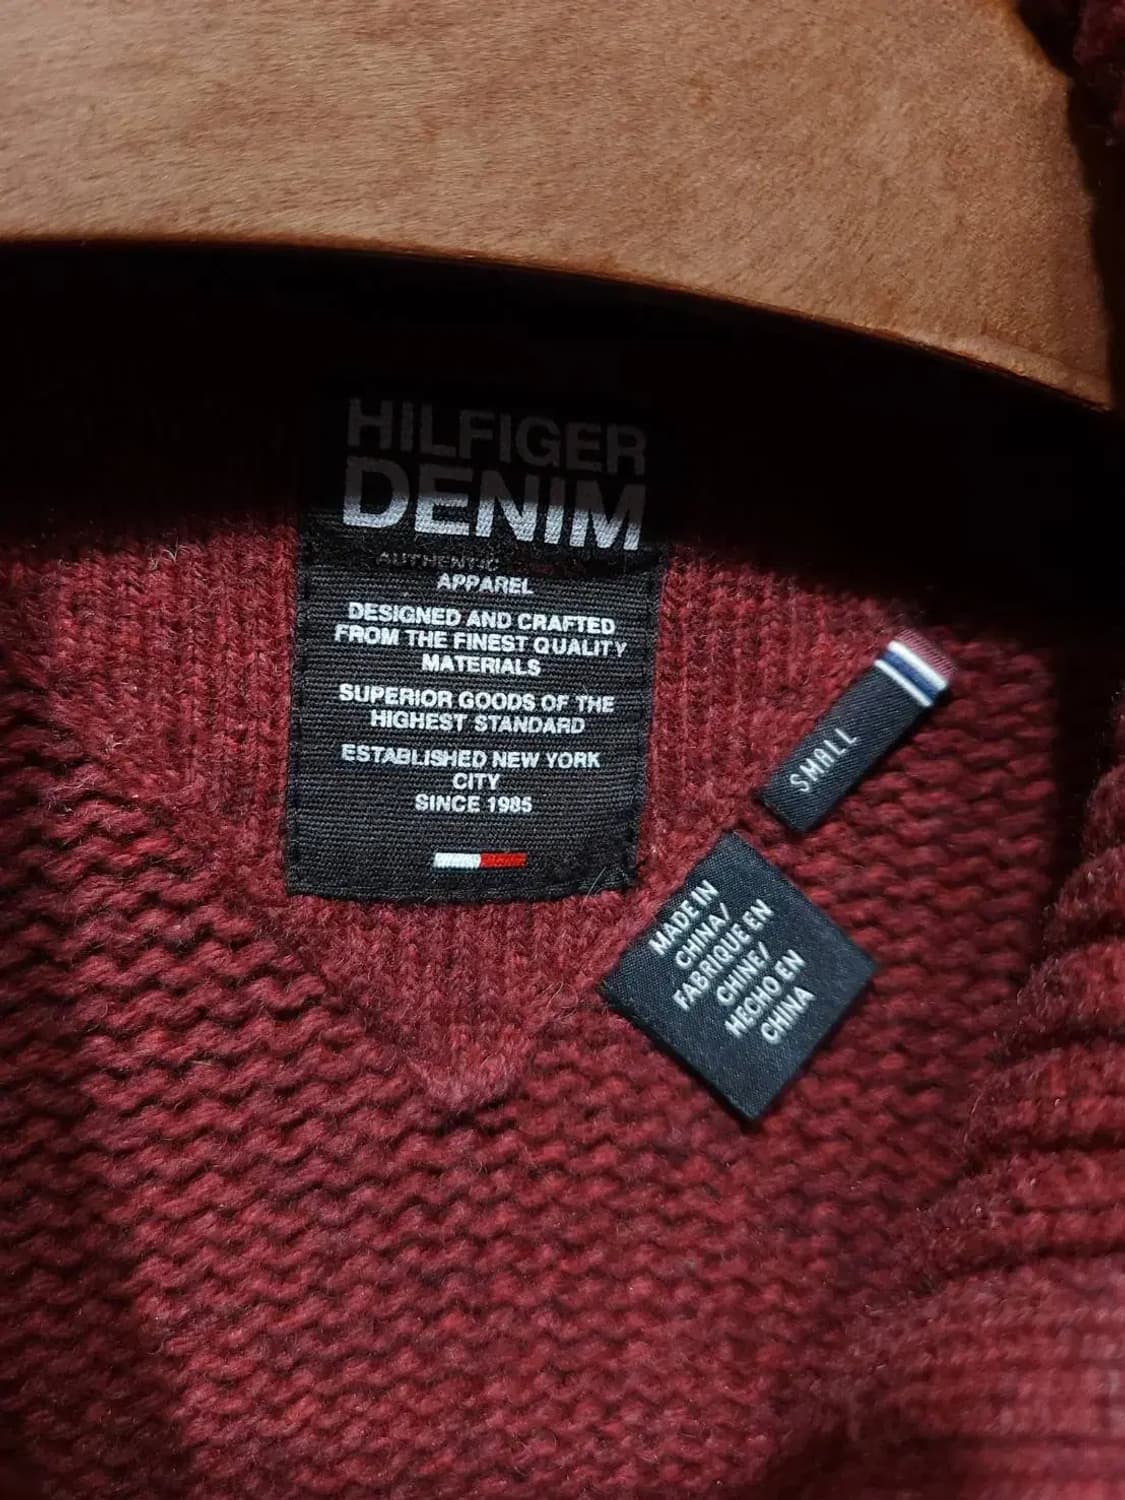 HILFIGER
DENIM
AUTHENTIC
APPAREL
DESIGNED AND CRAFTED
FROM THE FINEST QUALITY
MATERIALS
SUPERIOR GOODS OF THE
HIGHEST STANDARD
ESTABLISHED NEW YORK
CITY
SINCE 1985
SMALL
MADE IN
CHINA/
FABRIQUE EN
CHINE/
HECHO EN
CHINA